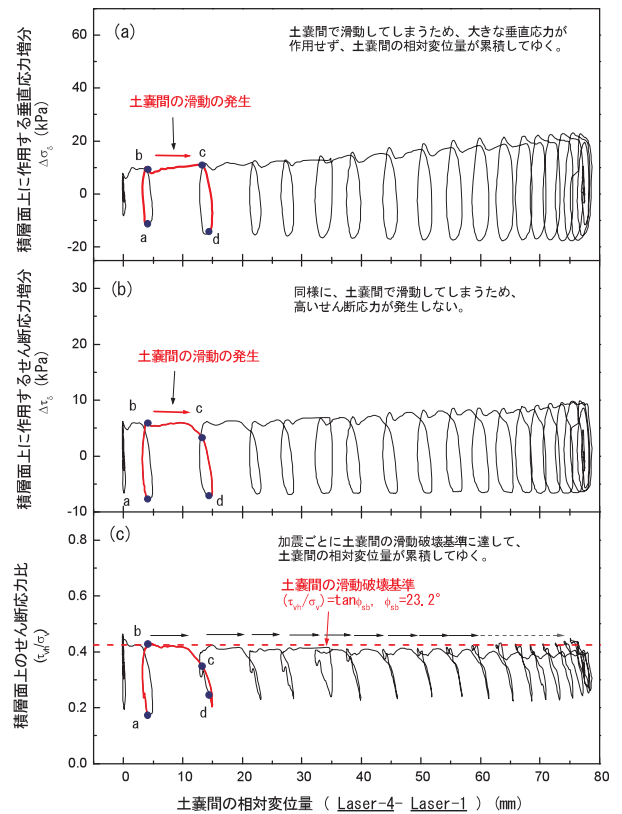 (a)
土嚢間で滑動してしまうため、大きな垂直応力が
作用せず、土嚢間の相対変位量が累積してゆく。
土嚢間の滑動の発生
b
c
a
d
60
40
20
0
-20
積層面上に作用する垂直応力増分
Δσδ (kPa)
(b)
同様に、土嚢間で滑動してしまうため、
高いせん断応力が発生しない。
土嚢間の滑動の発生
b
c
a
d
30
20
10
0
-10
積層面上に作用するせん断応力増分
Δτδ (kPa)
(c)
加震ごとに土嚢間の滑動破壊基準に達して、
土嚢間の相対変位量が累積してゆく。
土嚢間の滑動破壊基準
(τvh/σv)=tanφsb, φsb=23.2°
b
c
a
d
0.8
0.6
0.4
0.2
0.0
積層面上のせん断応力比
(τvh/σv)
0 5 10 15 20 25 30 35 40 45 50 55 60 65 70 75 80
土嚢間の相対変位量 ( Laser-4- Laser-1 ) (mm)